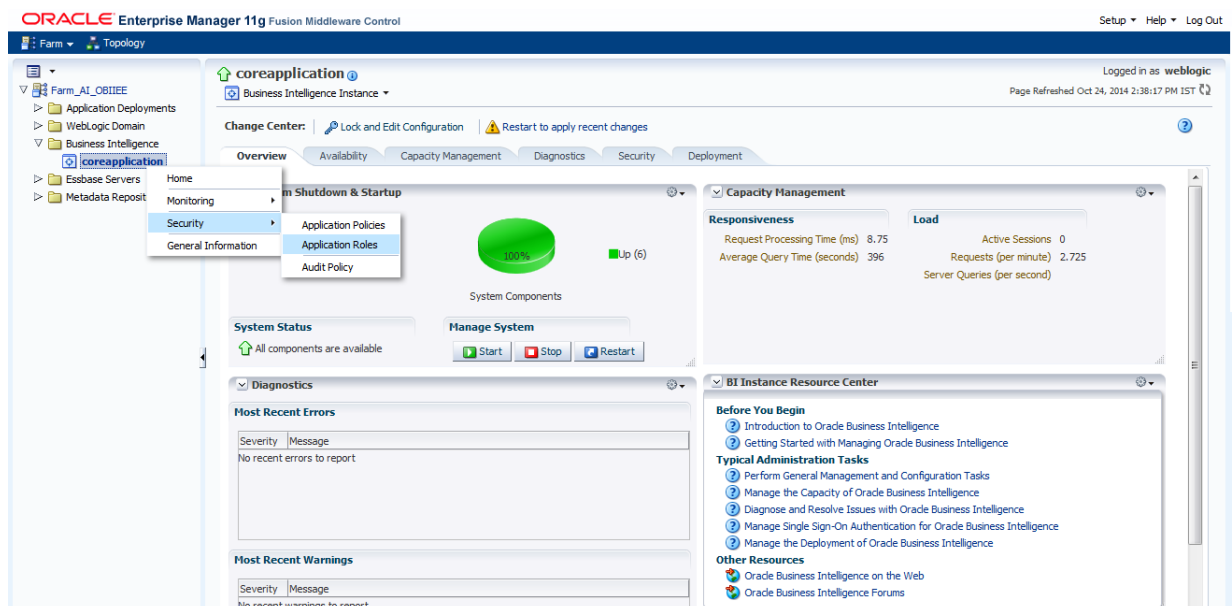 ORACLE Enterprise Manager 11g Fusion Middleware Control
Setup Help Log Out
Farm Topology
Farm_AI_OBIIEE
Application Deployments
WebLogic Domain
Business Intelligence
coreapplication
Essbase Servers
Metadata Reposit
Home
Monitoring
Security
General Information
Application Policies
Application Roles
Audit Policy
coreapplication
Logged in as weblogic
Business Intelligence Instance
Page Refreshed Oct 24, 2014 2:38:17 PM IST
Change Center: Lock and Edit Configuration Restart to apply recent changes
Overview Availability Capacity Management Diagnostics Security Deployment
m Shutdown & Startup
100%
Up (6)
System Components
System Status
All components are available
Manage System
Start Stop Restart
Capacity Management
Responsiveness
Request Processing Time (ms) 8.75
Average Query Time (seconds) 396
Load
Active Sessions 0
Requests (per minute) 2.725
Server Queries (per second)
Diagnostics
Most Recent Errors
Severity Message
No recent errors to report
Most Recent Warnings
Severity Message
No recent warnings to report
BI Instance Resource Center
Before You Begin
Introduction to Oracle Business Intelligence
Getting Started with Managing Oracle Business Intelligence
Typical Administration Tasks
Perform General Management and Configuration Tasks
Manage the Capacity of Oracle Business Intelligence
Diagnose and Resolve Issues with Oracle Business Intelligence
Manage Single Sign-On Authentication for Oracle Business Intelligence
Manage the Deployment of Oracle Business Intelligence
Other Resources
Oracle Business Intelligence on the Web
Oracle Business Intelligence Forums